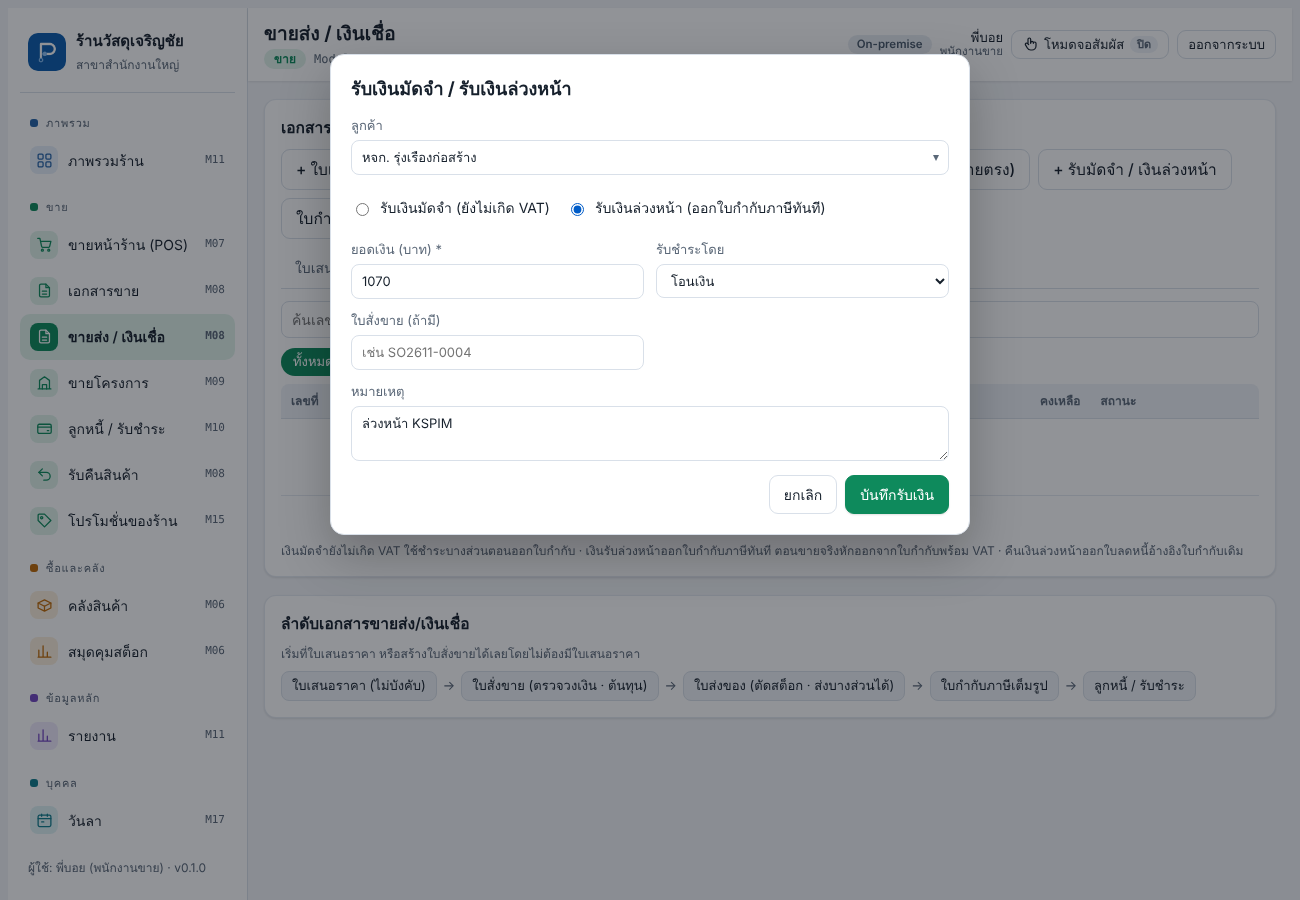 ร้านวัสดุเจริญชัย
สาขาสำนักงานใหญ่
ภาพรวม
ภาพรวมร้าน M11
ขาย
ขายหน้าร้าน (POS) M07
เอกสารขาย M08
ขายส่ง / เงินเชื่อ M08
ขายโครงการ M09
ลูกหนี้ / รับชำระ M10
รับคืนสินค้า M08
โปรโมชั่นของร้าน M15
ซื้อและคลัง
คลังสินค้า M06
สมุดคุมสต็อก M06
ข้อมูลหลัก
รายงาน M11
บุคคล
วันลา M17
ผู้ใช้: พี่บอย (พนักงานขาย) · v0.1.0
ขายส่ง / เงินเชื่อ
ขาย
On-premise
พี่บอย
พนักงานขาย
โหมดจอสัมผัส ปิด
ออกจากระบบ
เอกสาร
+ รับมัดจำ / เงินล่วงหน้า
ทั้งหมด
เลขที่ คงเหลือ สถานะ
รับเงินมัดจำ / รับเงินล่วงหน้า
ลูกค้า
หจก. รุ่งเรืองก่อสร้าง
รับเงินมัดจำ (ยังไม่เกิด VAT) รับเงินล่วงหน้า (ออกใบกำกับภาษีทันที)
ยอดเงิน (บาท) * รับชำระโดย
1070 โอนเงิน
ใบสั่งขาย (ถ้ามี)
เช่น SO2611-0004
หมายเหตุ
ล่วงหน้า KSPIM
ยกเลิก บันทึกรับเงิน
เงินมัดจำยังไม่เกิด VAT ใช้ชำระบางส่วนตอนออกใบกำกับ · เงินรับล่วงหน้าออกใบกำกับภาษีทันที ตอนขายจริงหักออกจากใบกำกับพร้อม VAT · คืนเงินล่วงหน้าออกใบลดหนี้อ้างอิงใบกำกับเดิม
ลำดับเอกสารขายส่ง/เงินเชื่อ
เริ่มที่ใบเสนอราคา หรือสร้างใบสั่งขายได้เลยโดยไม่ต้องมีใบเสนอราคา
ใบเสนอราคา (ไม่บังคับ) → ใบสั่งขาย (ตรวจวงเงิน · ต้นทุน) → ใบส่งของ (ตัดสต็อก · ส่งบางส่วนได้) → ใบกำกับภาษีเต็มรูป → ลูกหนี้ / รับชำระ